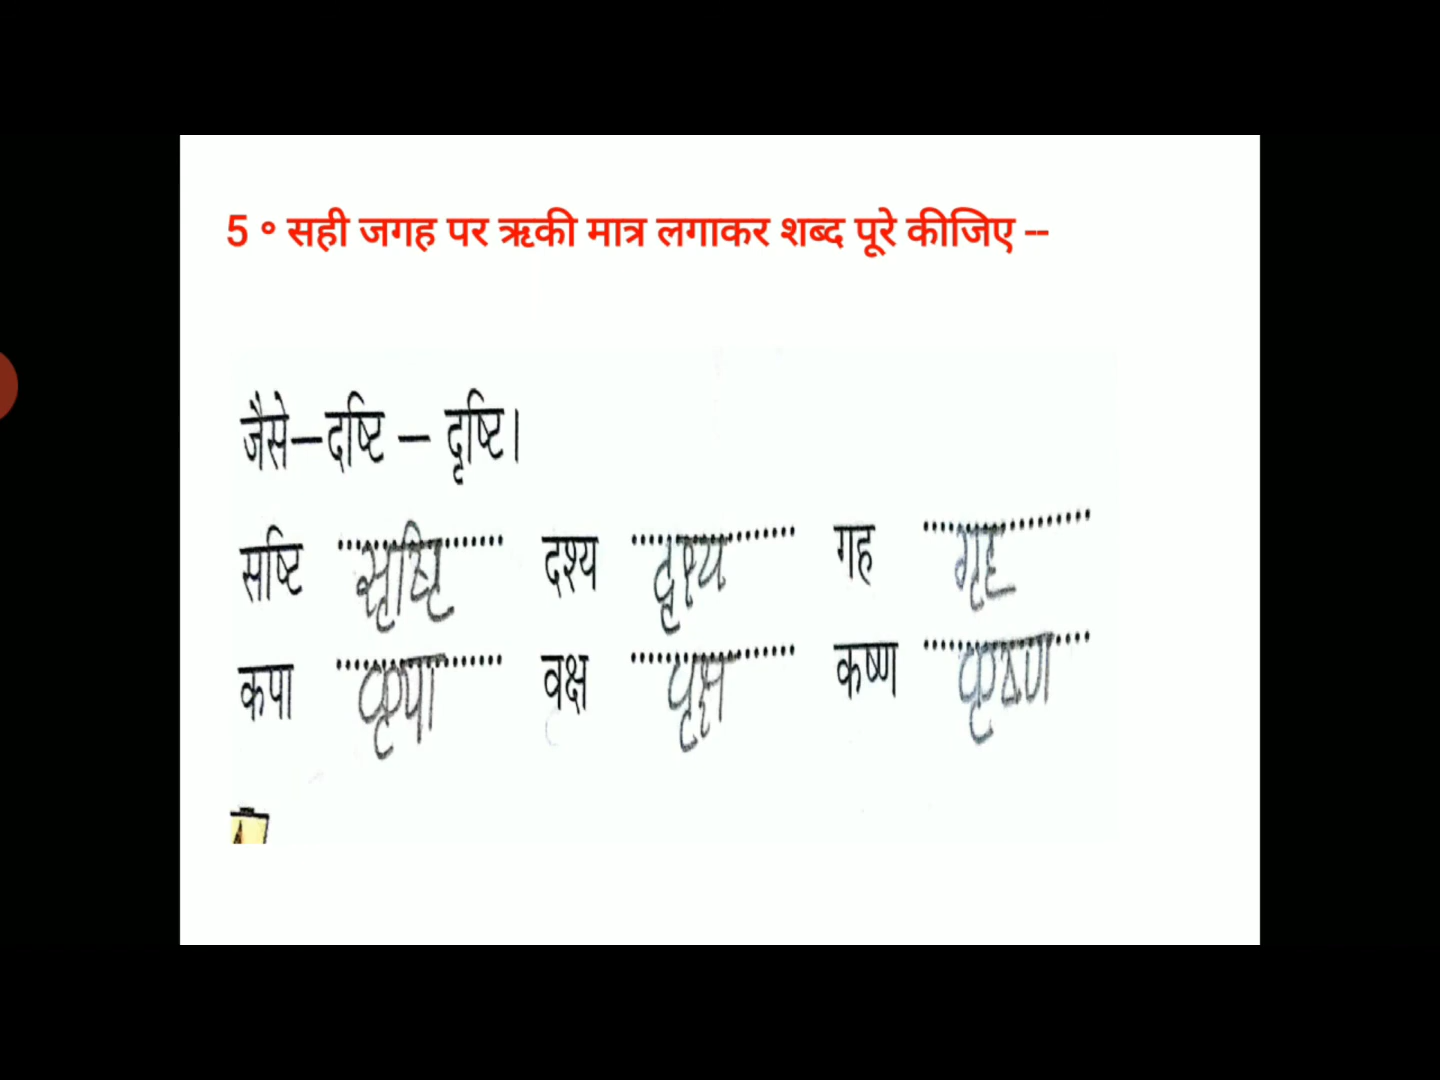 5 ॰ सही जगह पर ऋकी मात्र लगाकर शब्द पूरे कीजिए --
जैसे–दष्टि – दृष्टि।
सष्टि सृष्टि दश्य दृश्य गह गृह
कपा कृपा वक्ष वृक्ष कष्ण कृष्ण